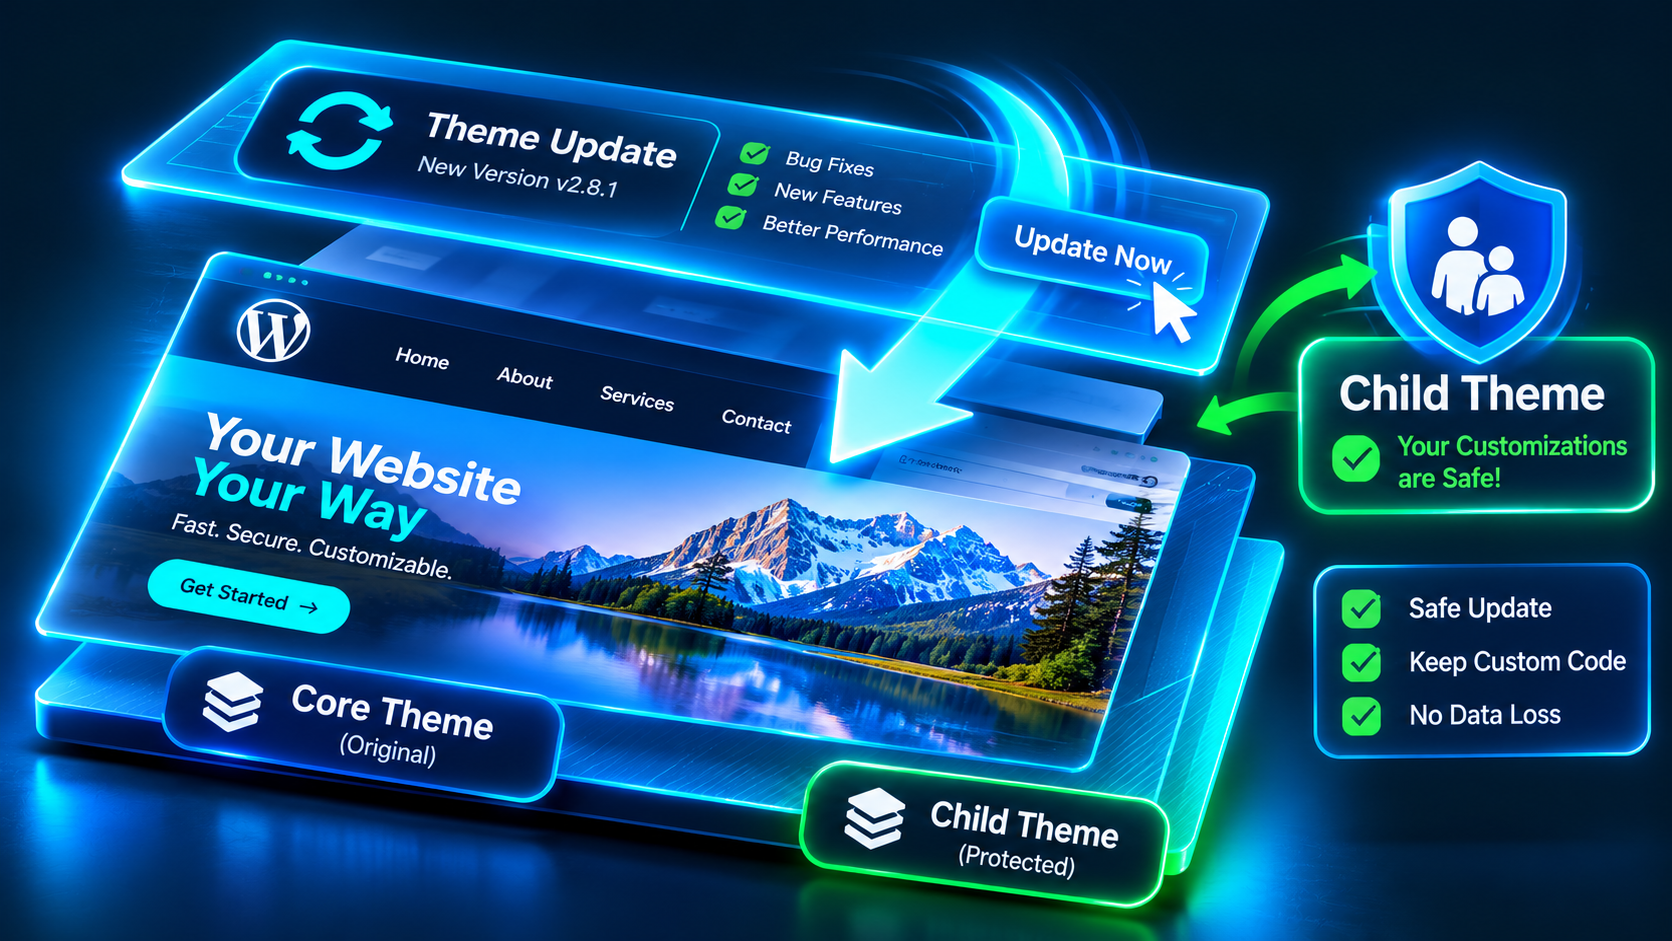 Theme Update
New Version v2.8.1
Bug Fixes
New Features
Better Performance
Update Now
Home
About
Services
Contact
Your Website
Your Way
Fast. Secure. Customizable.
Get Started →
Core Theme
(Original)
Child Theme
(Protected)
Child Theme
Your Customizations
are Safe!
Safe Update
Keep Custom Code
No Data Loss